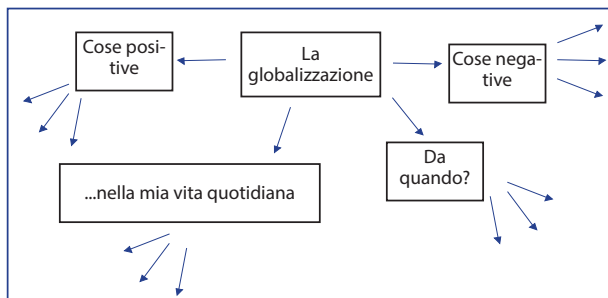 Cose posi-
tive
La
globalizzazione
Cose nega-
tive
...nella mia vita quotidiana
Da
quando?